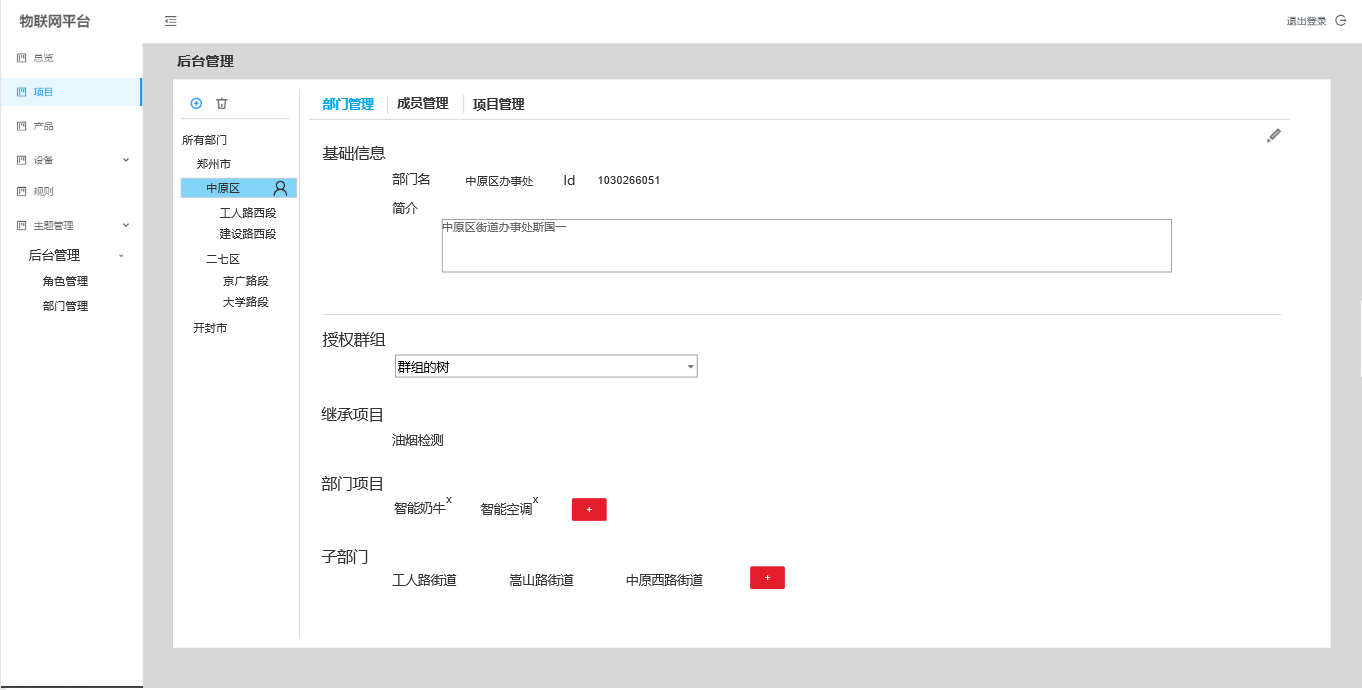 物联网平台
退出登录
总览
项目
产品
设备
规则
主题管理
后台管理
角色管理
部门管理
后台管理
所有部门
郑州市
中原区
工人路西段
建设路西段
二七区
京广路段
大学路段
开封市
部门管理 成员管理 项目管理
基础信息
部门名 中原区办事处 Id 1030266051
简介
中原区街道办事处斯国一
授权群组
群组的树
继承项目
油烟检测
部门项目
智能奶牛 x 智能空调 x +
子部门
工人路街道 嵩山路街道 中原西路街道 +